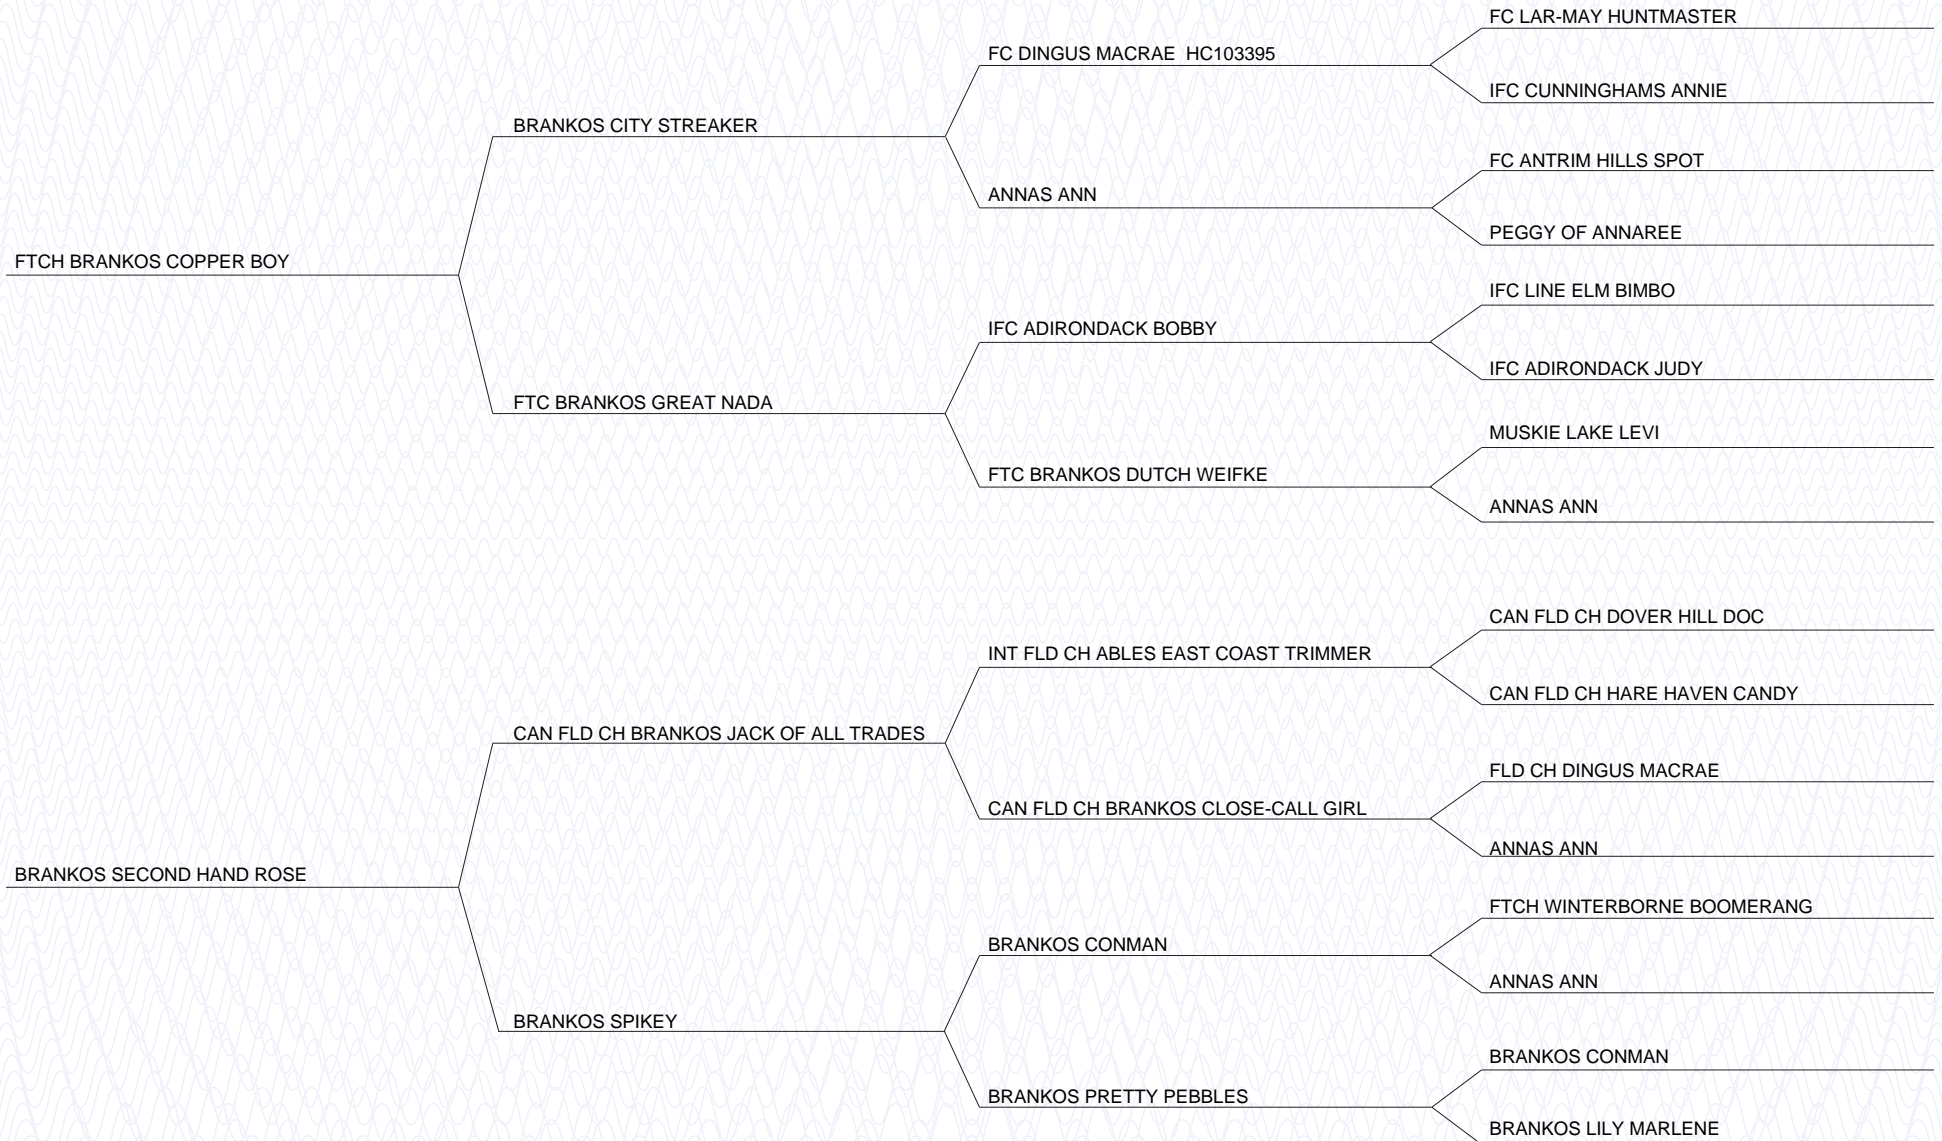 FTCH BRANKOS COPPER BOY
BRANKOS CITY STREAKER
FC DINGUS MACRAE  HC103395
FC LAR-MAY HUNTMASTER
IFC CUNNINGHAMS ANNIE
ANNAS ANN
FC ANTRIM HILLS SPOT
PEGGY OF ANNAREE
FTC BRANKOS GREAT NADA
IFC ADIRONDACK BOBBY
IFC LINE ELM BIMBO
IFC ADIRONDACK JUDY
FTC BRANKOS DUTCH WEIFKE
MUSKIE LAKE LEVI
ANNAS ANN
BRANKOS SECOND HAND ROSE
CAN FLD CH BRANKOS JACK OF ALL TRADES
INT FLD CH ABLES EAST COAST TRIMMER
CAN FLD CH DOVER HILL DOC
CAN FLD CH HARE HAVEN CANDY
CAN FLD CH BRANKOS CLOSE-CALL GIRL
FLD CH DINGUS MACRAE
ANNAS ANN
BRANKOS SPIKEY
BRANKOS CONMAN
FTCH WINTERBORNE BOOMERANG
ANNAS ANN
BRANKOS PRETTY PEBBLES
BRANKOS CONMAN
BRANKOS LILY MARLENE